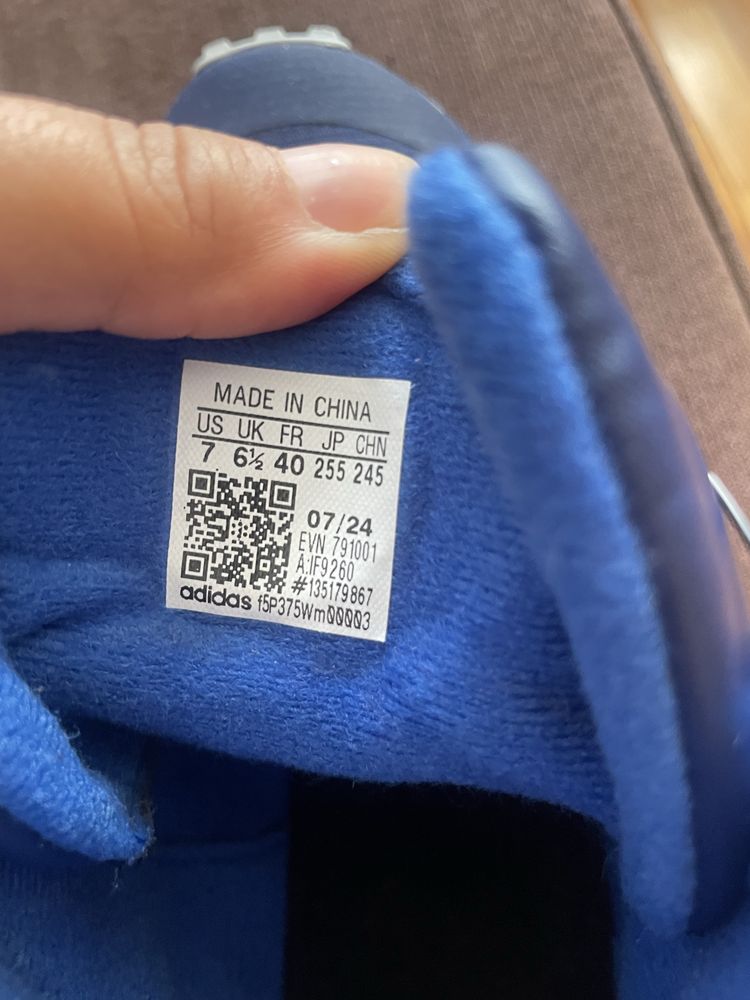 MADE IN CHINA
US UK FR JP CHN
7 6½ 40 255 245
07/24
EVN 791001
A:IF9260
#135179867
adidas f5P375Wm00003